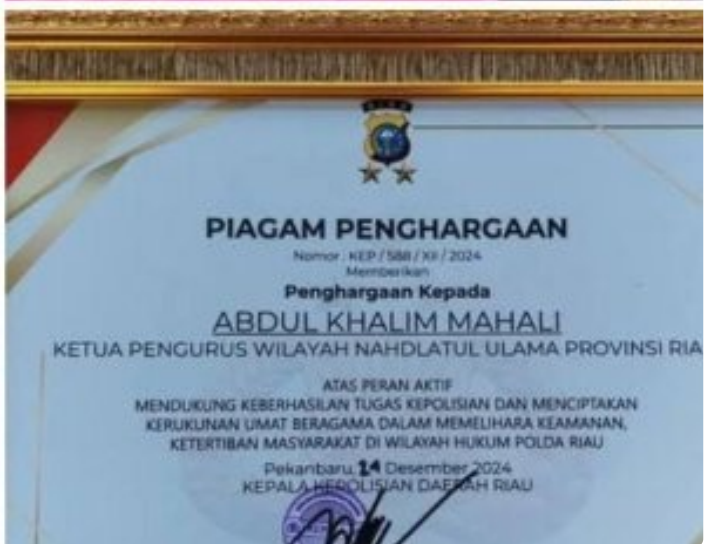 RIAU
PIAGAM PENGHARGAAN
Nomor : KEP / 588 / XII / 2024
Memberikan
Penghargaan Kepada
ABDUL KHALIM MAHALI
KETUA PENGURUS WILAYAH NAHDLATUL ULAMA PROVINSI RIA
ATAS PERAN AKTIF
MENDUKUNG KEBERHASILAN TUGAS KEPOLISIAN DAN MENCIPTAKAN
KERUKUNAN UMAT BERAGAMA DALAM MEMELIHARA KEAMANAN,
KETERTIBAN MASYARAKAT DI WILAYAH HUKUM POLDA RIAU
Pekanbaru, 24 Desember 2024
KEPALA KEPOLISIAN DAERAH RIAU